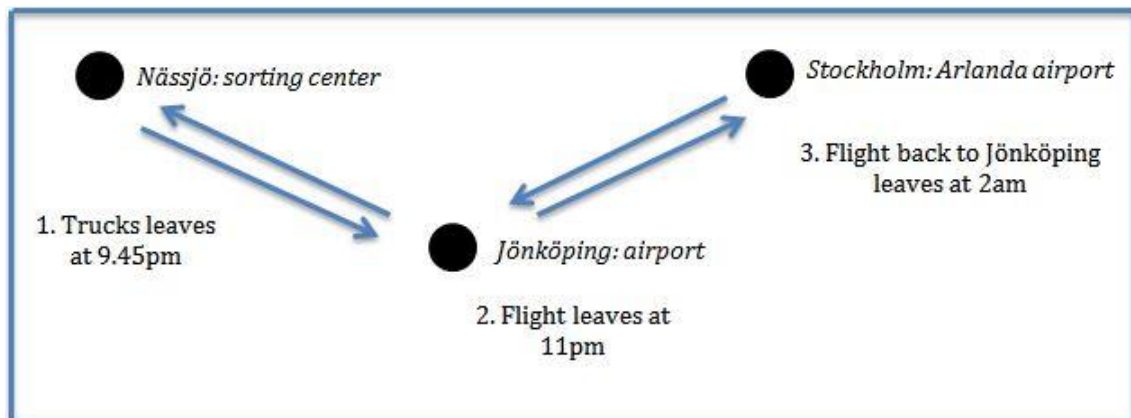 Nässjö: sorting center
Stockholm: Arlanda airport
3. Flight back to Jönköping
leaves at 2am
1. Trucks leaves
at 9.45pm
Jönköping: airport
2. Flight leaves at
11pm